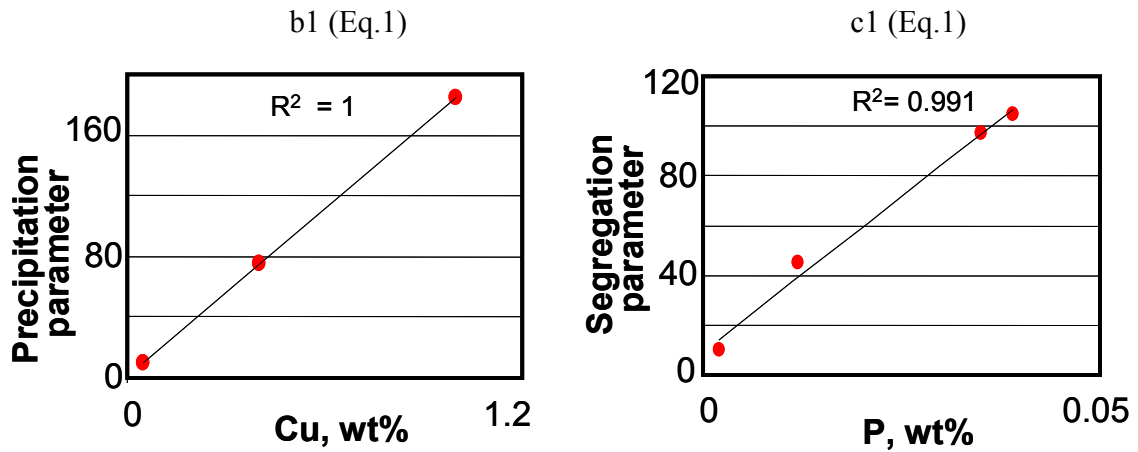 b1 (Eq.1)
R² = 1
160
80
0
0
1.2
Precipitation
parameter
Cu, wt%
c1 (Eq.1)
R²= 0.991
120
80
40
0
0
0.05
Segregation
parameter
P, wt%